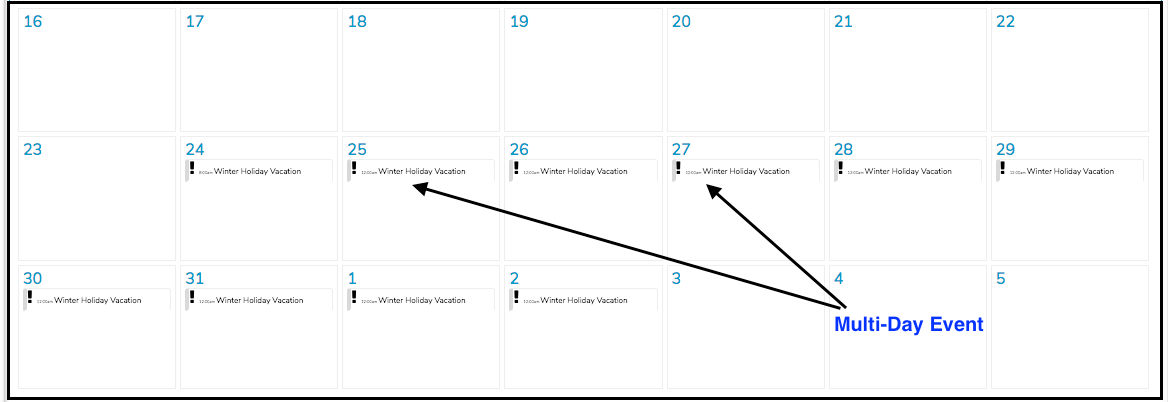 16 17 18 19 20 21 22
23 24 25 26 27 28 29
! 8:00am Winter Holiday Vacation ! 12:00am Winter Holiday Vacation ! 12:00am Winter Holiday Vacation ! 12:00am Winter Holiday Vacation ! 12:00am Winter Holiday Vacation ! 12:00am Winter Holiday Vacation
30 31 1 2 3 4 5
! 12:00am Winter Holiday Vacation ! 12:00am Winter Holiday Vacation ! 12:00am Winter Holiday Vacation ! 12:00am Winter Holiday Vacation
Multi-Day Event